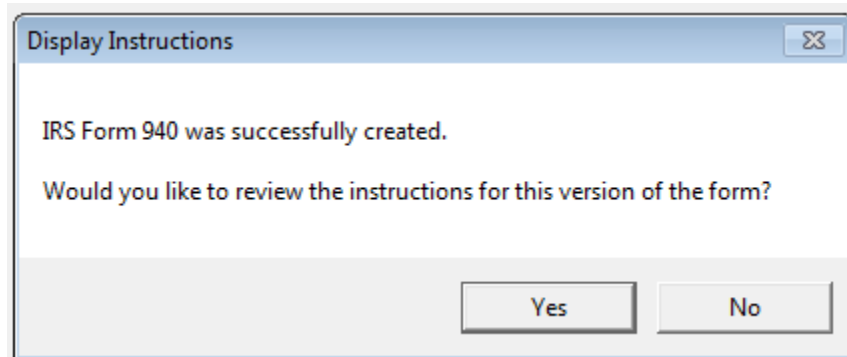 Display Instructions
IRS Form 940 was successfully created.
Would you like to review the instructions for this version of the form?
Yes No